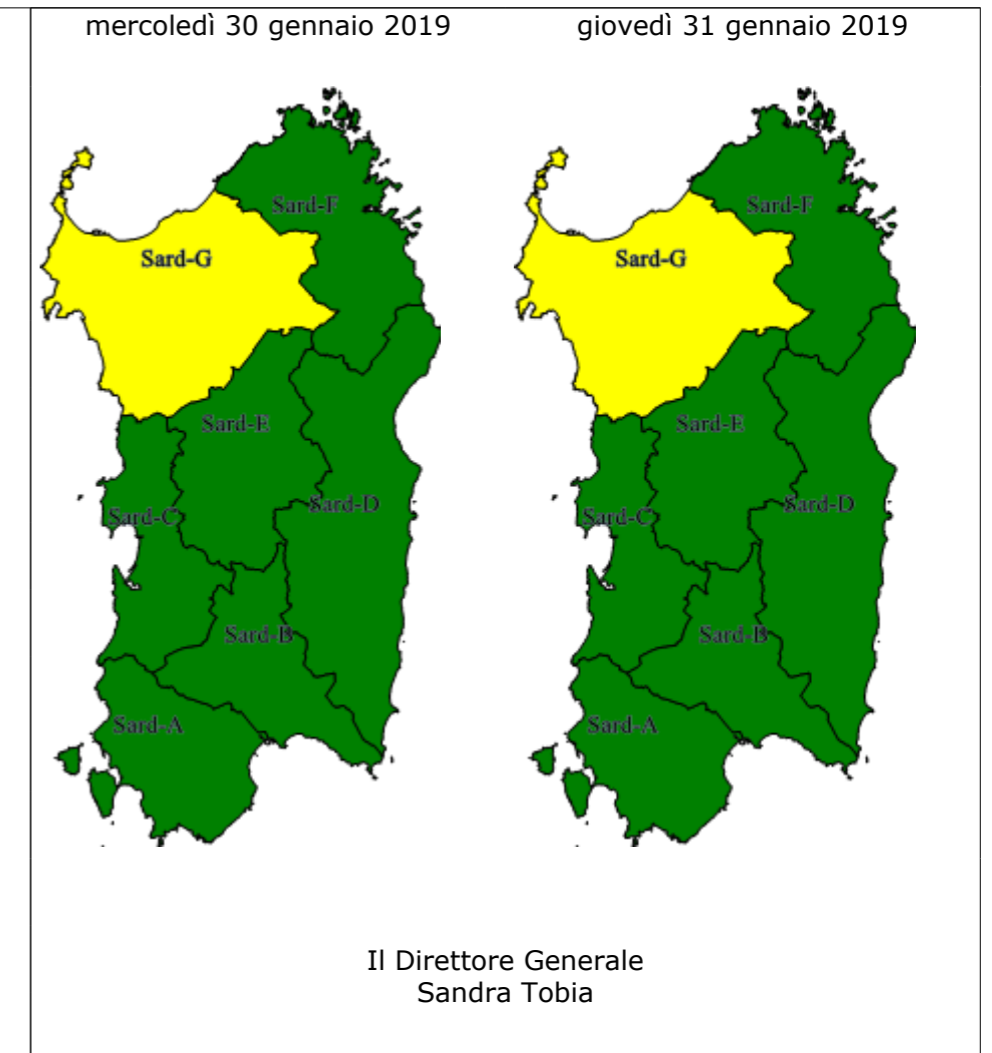 mercoledì 30 gennaio 2019
giovedì 31 gennaio 2019
Sard-F
Sard-G
Sard-E
Sard-D
Sard-C
Sard-B
Sard-A
Sard-F
Sard-G
Sard-E
Sard-D
Sard-C
Sard-B
Sard-A
Il Direttore Generale
Sandra Tobia